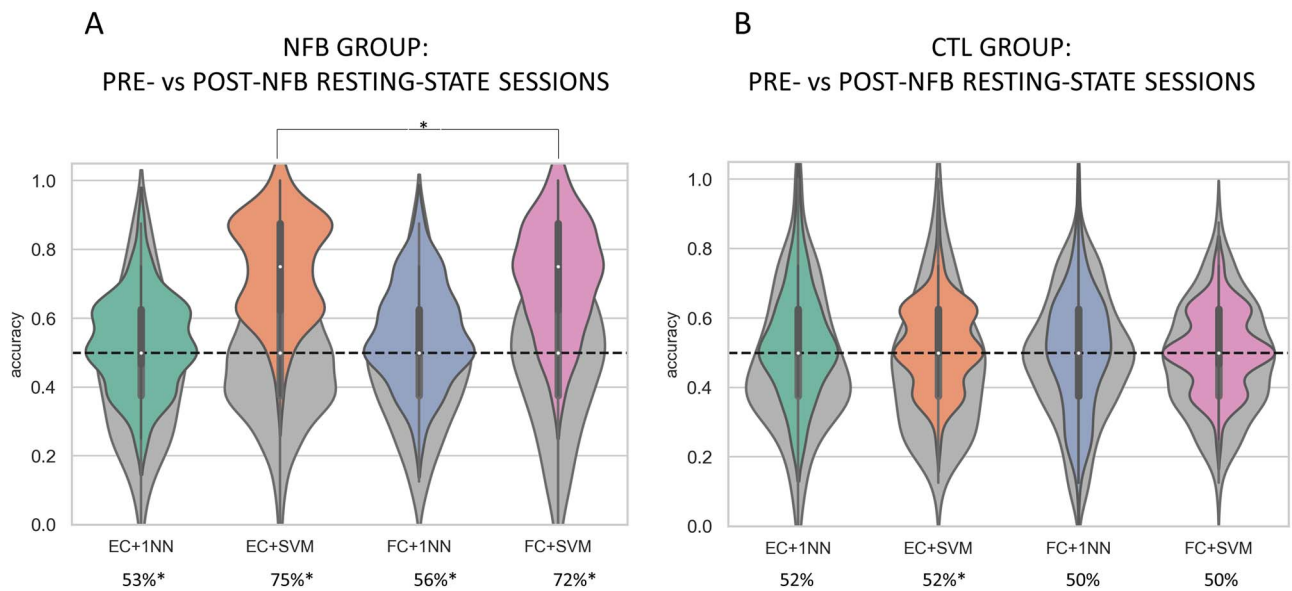 A
NFB GROUP:
PRE- vs POST-NFB RESTING-STATE SESSIONS
*
accuracy
1.0
0.8
0.6
0.4
0.2
0.0
EC+1NN EC+SVM FC+1NN FC+SVM
53%* 75%* 56%* 72%*
B
CTL GROUP:
PRE- vs POST-NFB RESTING-STATE SESSIONS
accuracy
1.0
0.8
0.6
0.4
0.2
0.0
EC+1NN EC+SVM FC+1NN FC+SVM
52% 52%* 50% 50%